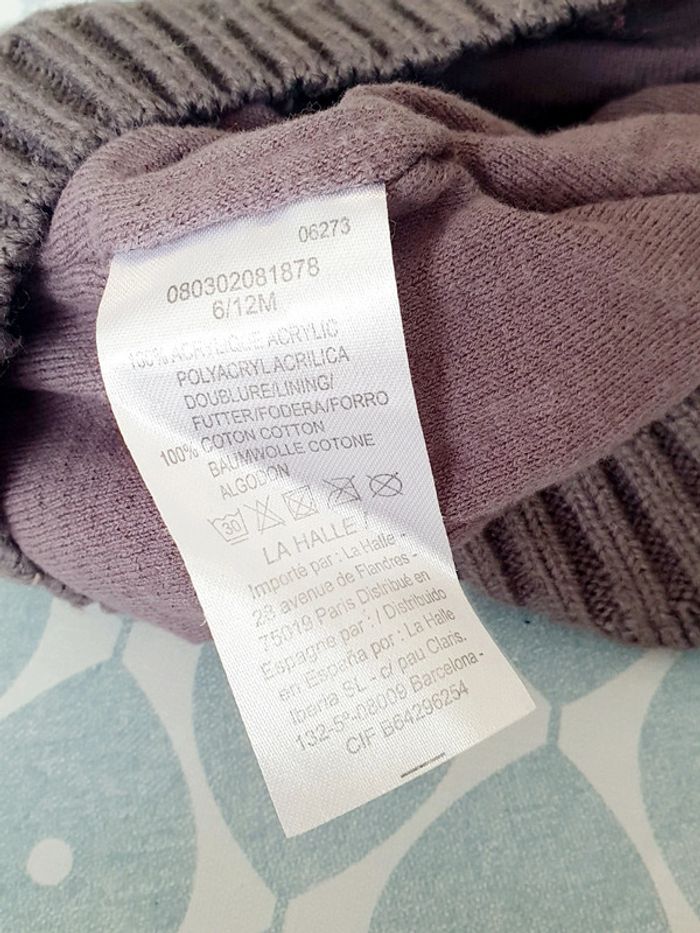 06273
080302081878
6/12M
100% ACRYLIQUE ACRYLIC
POLYACRYL ACRILICA
DOUBLURE/LINING/
FUTTER/FODERA/FORRO
100% COTON COTTON
BAUMWOLLE COTONE
ALGODON
30
LA HALLE /
Importé par : La Halle -
28 avenue de Flandres -
75019 Paris Distribué en
Espagne par : / Distribuido
en España por : La Halle
Iberia SL - c/ pau Claris.
132-5º-08009 Barcelona -
CIF B64296254